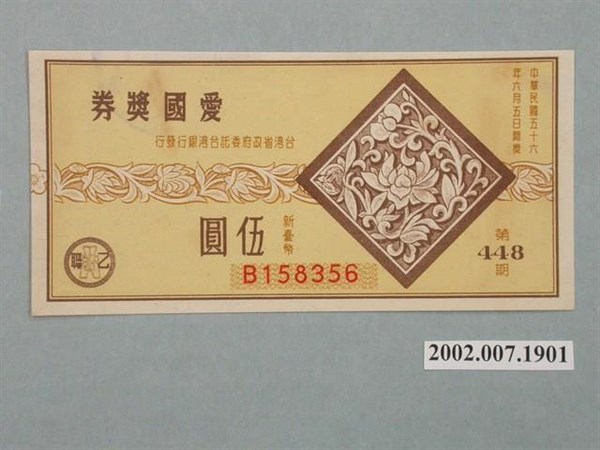 愛國獎券
台灣省政府委託台灣銀行發行
中華民國五十六
年六月五日開獎
新臺幣
伍圓
B158356
第
448
期
乙
聯
2002.007.1901